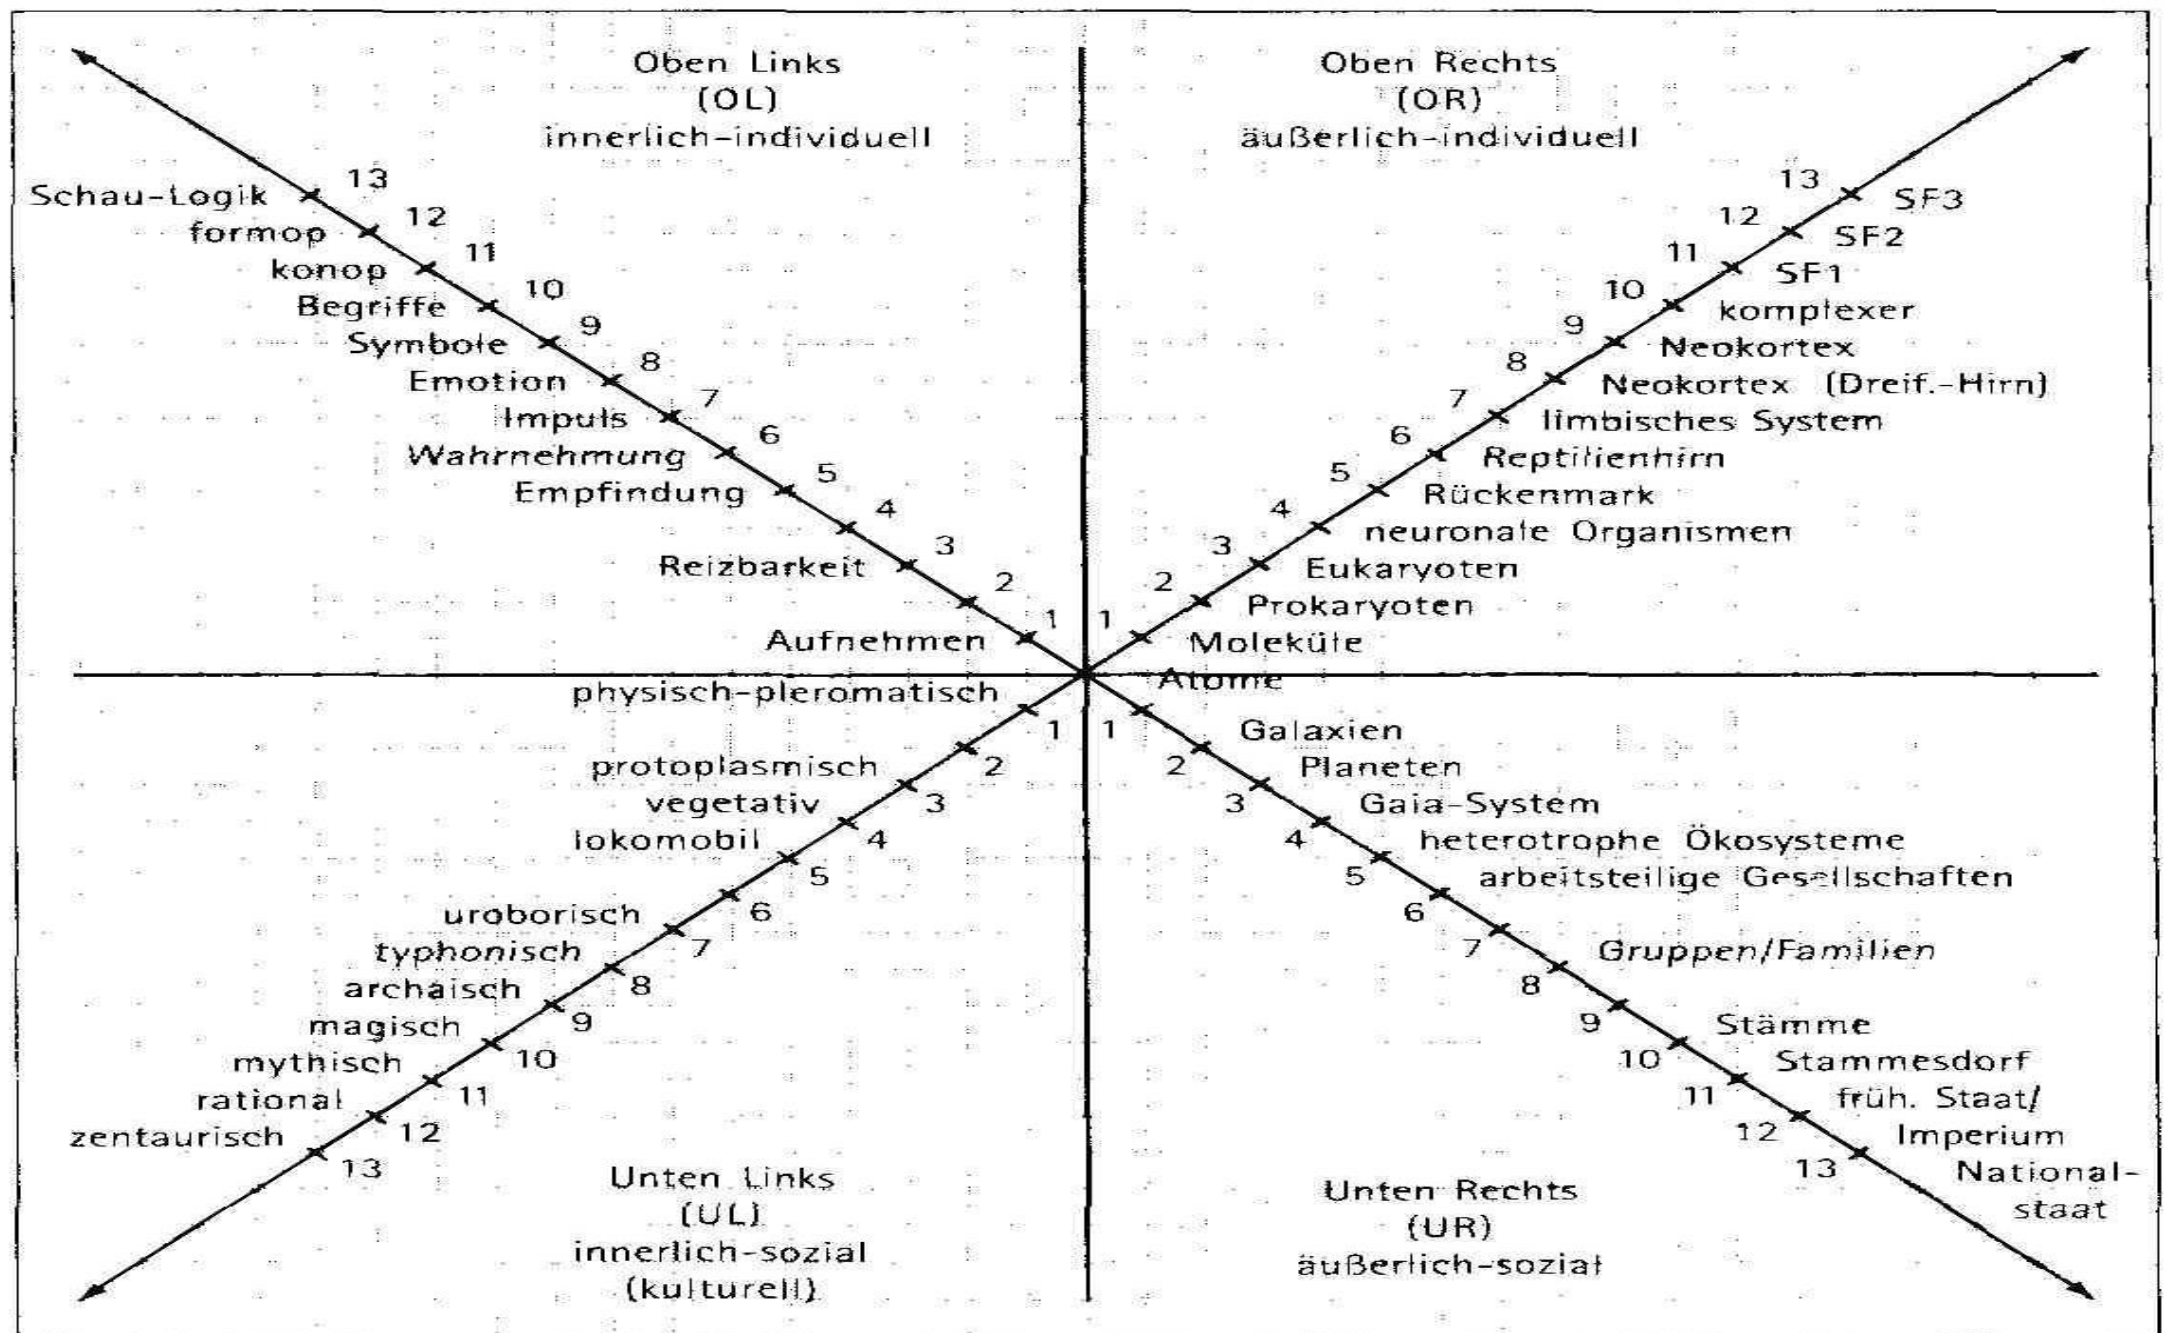 Oben Links
(OL)
innerlich-individuell
Oben Rechts
(OR)
äußerlich-individuell
13
Schau-Logik
12
formop
11
konop
10
Begriffe
9
Symbole
8
Emotion
7
Impuls
6
Wahrnehmung
5
Empfindung
4
3
Reizbarkeit
2
1
Aufnehmen
13
SF3
12
SF2
11
SF1
10
komplexer
9
Neokortex
8
Neokortex (Dreif.-Hirn)
7
limbisches System
6
Reptilienhirn
5
Rückenmark
4
neuronale Organismen
3
Eukaryoten
2
Prokaryoten
1
Moleküle
Atome
physisch-pleromatisch
1
2
protoplasmisch
3
vegetativ
4
lokomobil
5
6
uroborisch
7
typhonisch
8
archaisch
9
magisch
10
mythisch
11
rational
12
zentaurisch
13
Unten Links
(UL)
innerlich-sozial
(kulturell)
1
Galaxien
2
Planeten
3
Gaia-System
4
heterotrophe Ökosysteme
5
arbeitsteilige Gesellschaften
6
7
Gruppen/Familien
8
9
Stämme
10
Stammesdorf
11
früh. Staat/
12
Imperium
13
National-
staat
Unten Rechts
(UR)
äußerlich-sozial